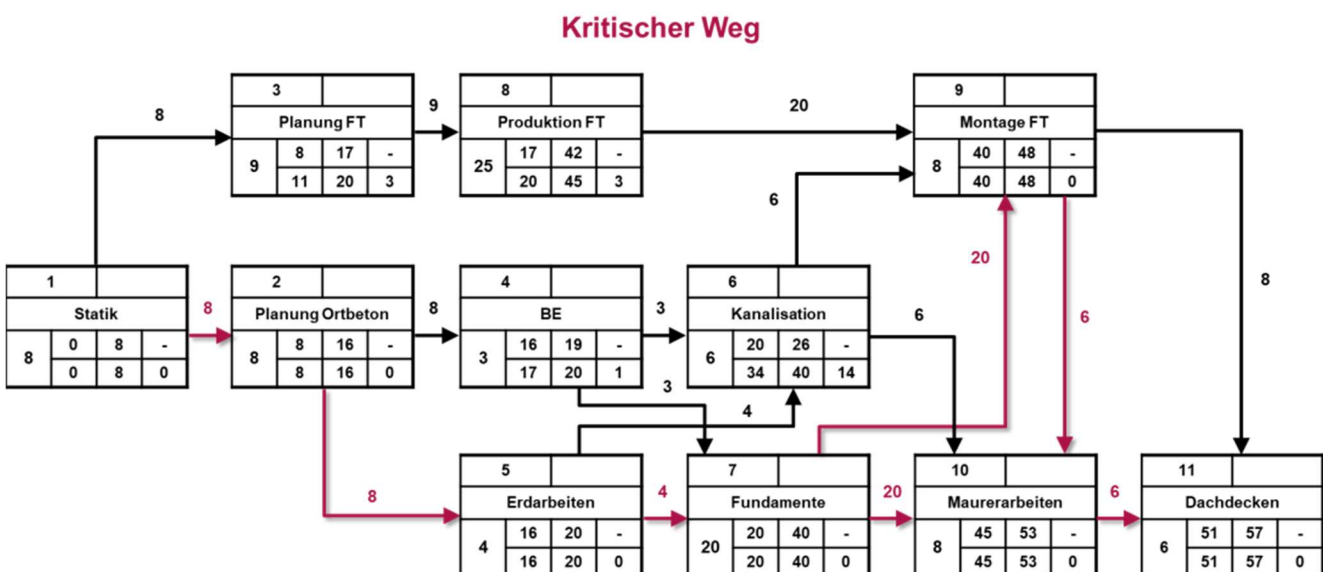 Kritischer Weg
8
3
Planung FT
9
8 17 -
11 20 3
9
8
Produktion FT
25
17 42 -
20 45 3
20
9
Montage FT
8
40 48 -
40 48 0
6
20
6
8
1
Statik
8
0 8 -
0 8 0
8
2
Planung Ortbeton
8
8 16 -
8 16 0
8
4
BE
3
16 19 -
17 20 1
3
6
Kanalisation
6
20 26 -
34 40 14
6
3
4
8
5
Erdarbeiten
4
16 20 -
16 20 0
4
7
Fundamente
20
20 40 -
20 40 0
20
10
Maurerarbeiten
8
45 53 -
45 53 0
6
11
Dachdecken
6
51 57 -
51 57 0